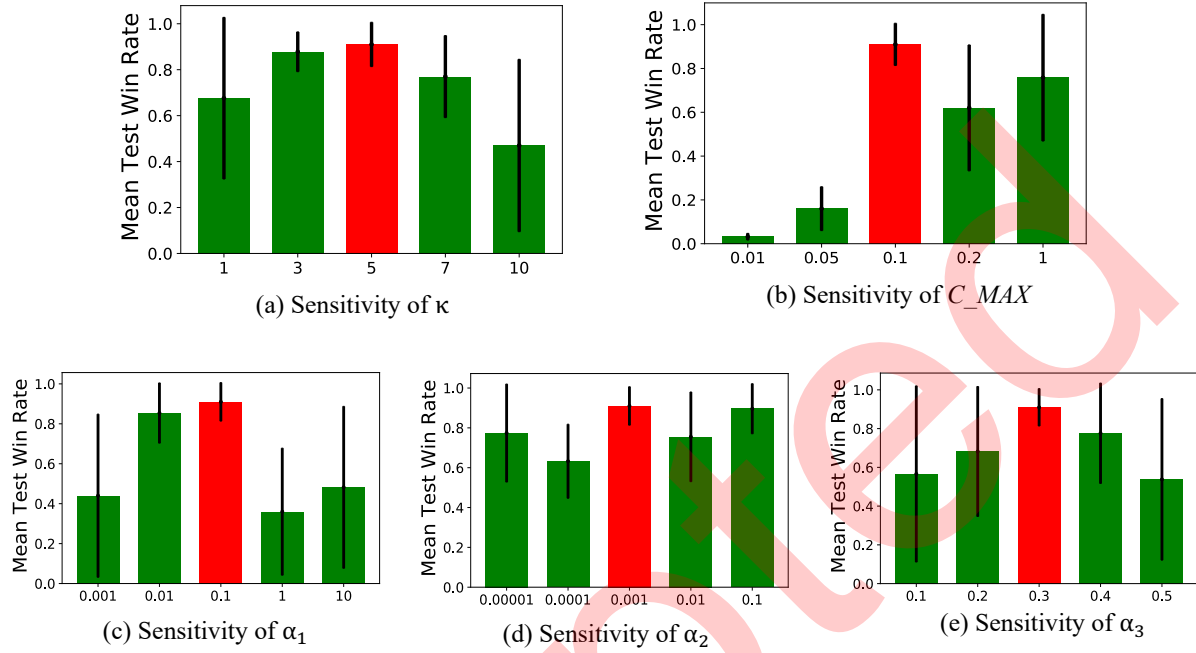 Mean Test Win Rate
1.0
0.8
0.6
0.4
0.2
0.0
1 3 5 7 10
(a) Sensitivity of κ
Mean Test Win Rate
1.0
0.8
0.6
0.4
0.2
0.0
0.01 0.05 0.1 0.2 1
(b) Sensitivity of C_MAX
Mean Test Win Rate
1.0
0.8
0.6
0.4
0.2
0.0
0.001 0.01 0.1 1 10
(c) Sensitivity of α₁
Mean Test Win Rate
1.0
0.8
0.6
0.4
0.2
0.0
0.00001 0.0001 0.001 0.01 0.1
(d) Sensitivity of α₂
Mean Test Win Rate
1.0
0.8
0.6
0.4
0.2
0.0
0.1 0.2 0.3 0.4 0.5
(e) Sensitivity of α₃